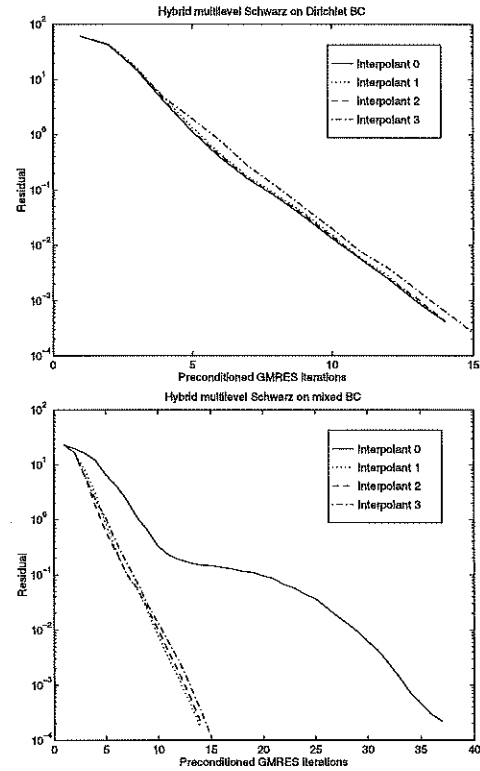 Hybrid multilevel Schwarz on Dirichlet BC
10^2
10^1
10^0
10^-1
10^-2
10^-3
10^-4
Residual
Interpolant 0
Interpolant 1
Interpolant 2
Interpolant 3
0 5 10 15
Preconditioned GMRES iterations
Hybrid multilevel Schwarz on mixed BC
10^2
10^1
10^0
10^-1
10^-2
10^-3
10^-4
Residual
Interpolant 0
Interpolant 1
Interpolant 2
Interpolant 3
0 5 10 15 20 25 30 35 40
Preconditioned GMRES iterations